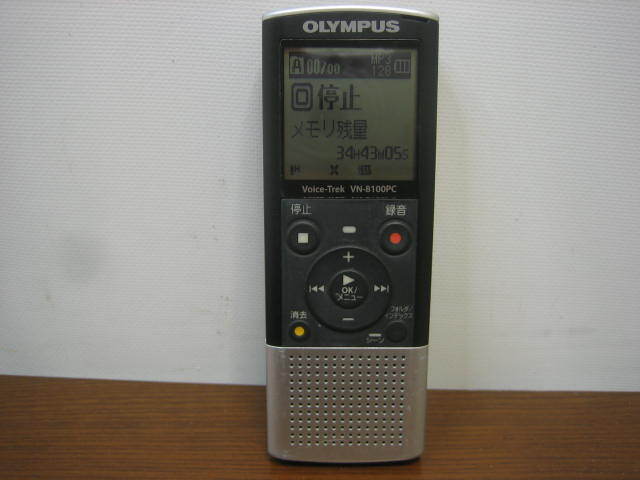 OLYMPUS
A 00/00 MP3
128
停止
メモリ残量
34H43M05S
Voice-Trek VN-8100PC
停止 録音
+
OK/
メニュー
フォルダ/
インデックス
消去
−
シーン